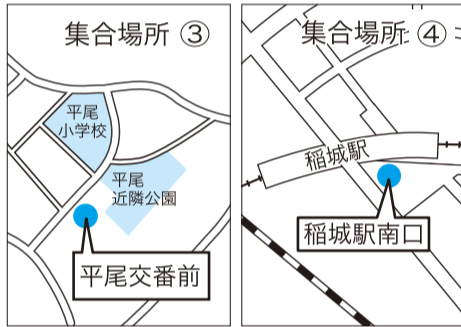 集合場所 ③
平尾
小学校
平尾
近隣公園
平尾交番前
集合場所 ④
稲城駅
稲城駅南口